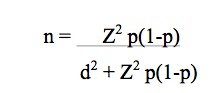 n = Z² p(1-p)
d² + Z² p(1-p)